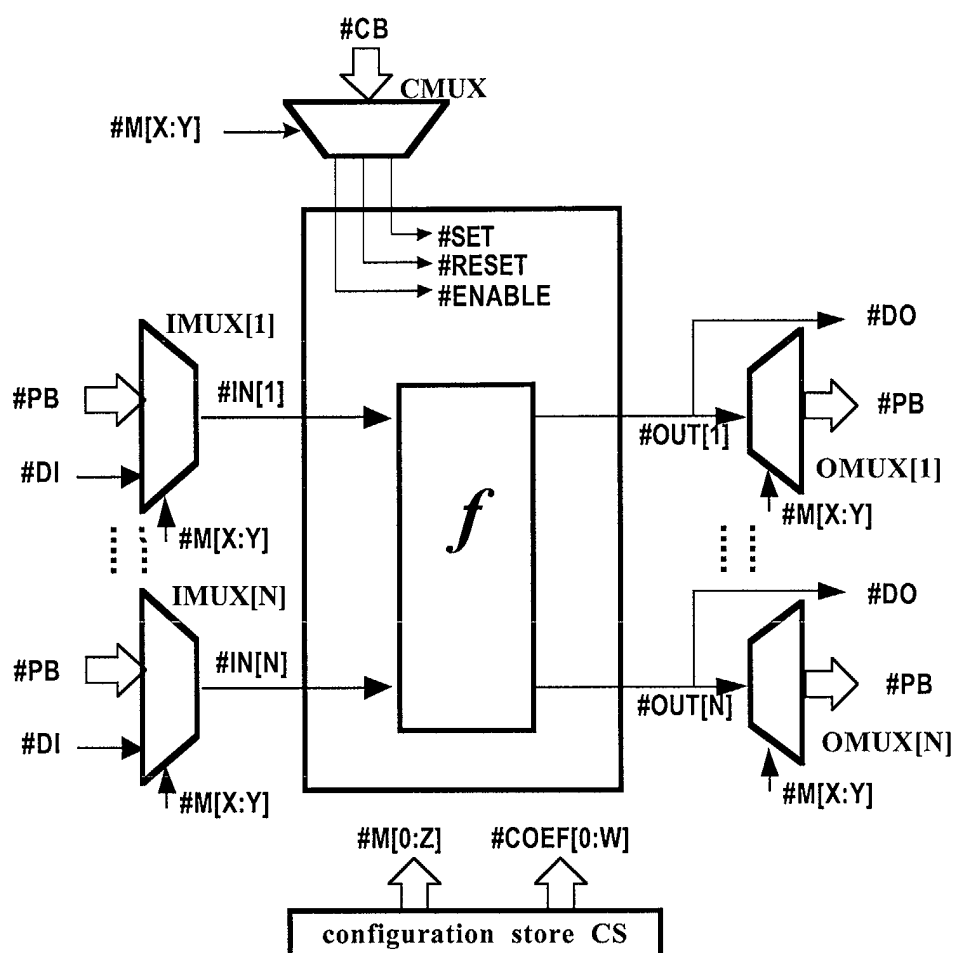 #CB
CMUX
#M[X:Y]
#SET
#RESET
#ENABLE
IMUX[1]
#DO
#PB
#IN[1]
#PB
#OUT[1]
#DI
OMUX[1]
f
#M[X:Y]
#M[X:Y]
IMUX[N]
#DO
#PB
#IN[N]
#PB
#OUT[N]
#DI
OMUX[N]
#M[X:Y]
#M[X:Y]
#M[0:Z]
#COEF[0:W]
configuration store CS